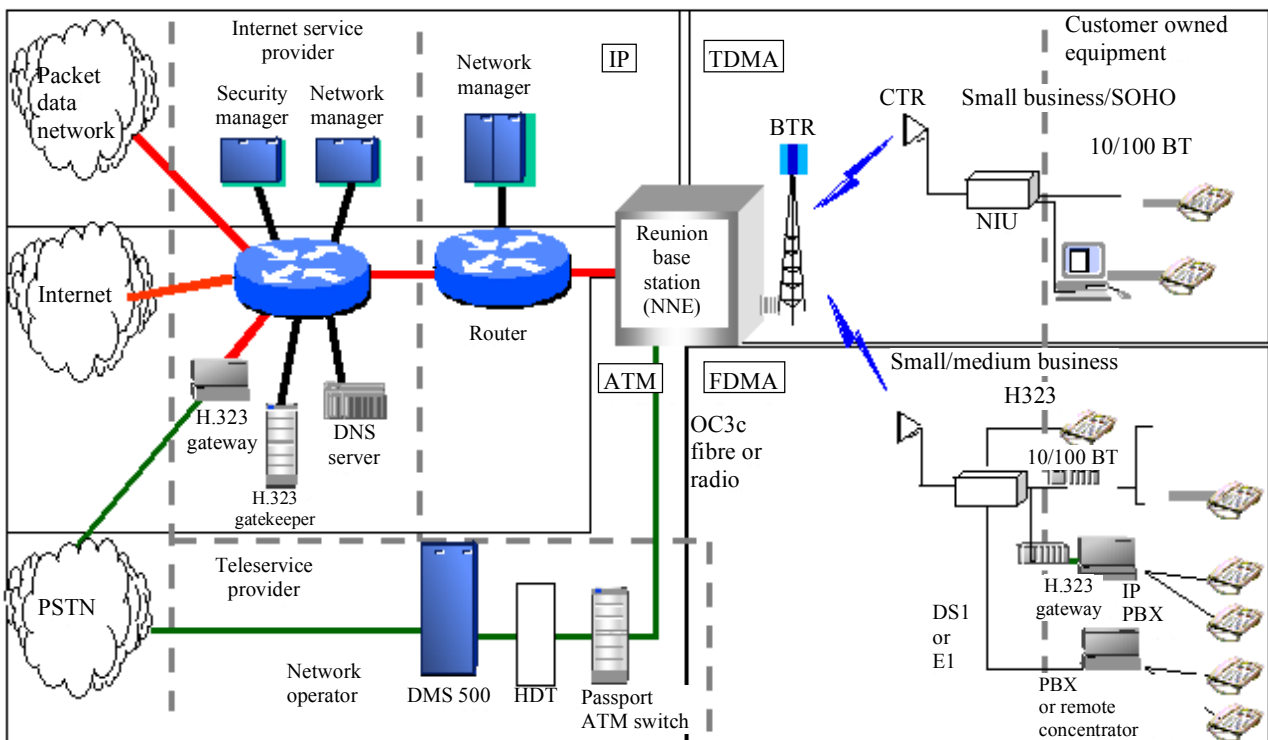 Packet
data
network
Internet service
provider
Security
manager
Network
manager
Network
manager
IP
TDMA
Customer owned
equipment
CTR
Small business/SOHO
BTR
10/100 BT
NIU
Internet
Router
Reunion
base
station
(NNE)
H.323
gateway
DNS
server
H.323
gatekeeper
ATM
FDMA
Small/medium business
H323
OC3c
fibre or
radio
10/100 BT
H.323
gateway
IP
PBX
DS1
or
E1
PBX
or remote
concentrator
Teleservice
provider
PSTN
Network
operator
DMS 500
HDT
Passport
ATM switch